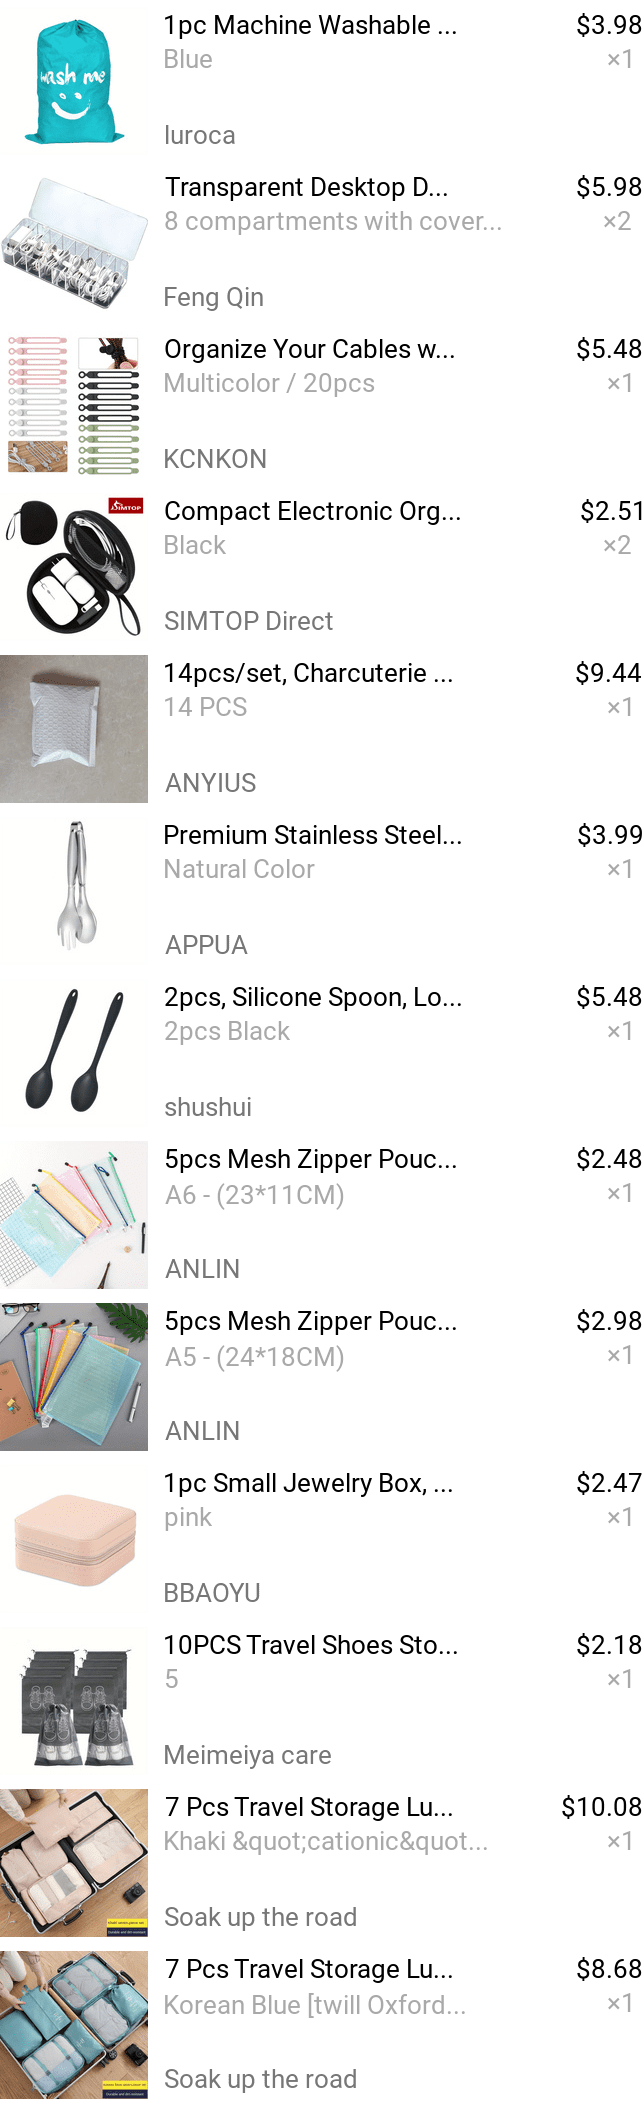 1pc Machine Washable ...
$3.98
Blue
×1
luroca
wash me
Transparent Desktop D...
$5.98
8 compartments with cover...
×2
Feng Qin
Organize Your Cables w...
$5.48
Multicolor / 20pcs
×1
KCNKON
SIMTOP
Compact Electronic Org...
$2.51
Black
×2
SIMTOP Direct
14pcs/set, Charcuterie ...
$9.44
14 PCS
×1
ANYIUS
Premium Stainless Steel...
$3.99
Natural Color
×1
APPUA
2pcs, Silicone Spoon, Lo...
$5.48
2pcs Black
×1
shushui
5pcs Mesh Zipper Pouc...
$2.48
A6 - (23*11CM)
×1
ANLIN
5pcs Mesh Zipper Pouc...
$2.98
A5 - (24*18CM)
×1
ANLIN
1pc Small Jewelry Box, ...
$2.47
pink
×1
BBAOYU
10PCS Travel Shoes Sto...
$2.18
5
×1
Meimeiya care
7 Pcs Travel Storage Lu...
$10.08
Khaki &quot;cationic&quot...
×1
Soak up the road
7 Pcs Travel Storage Lu...
$8.68
Korean Blue [twill Oxford...
×1
Soak up the road